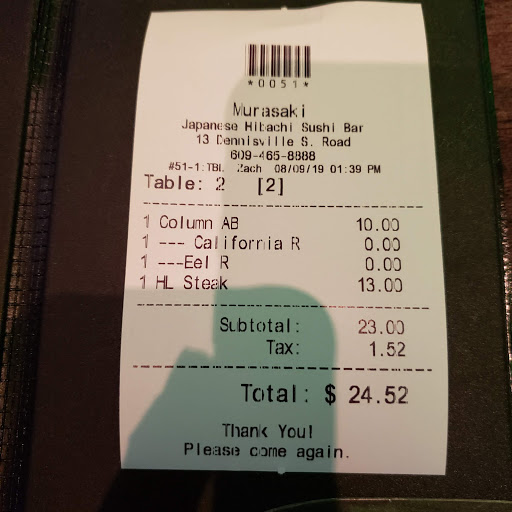 *0051*
Murasaki
Japanese Hibachi Sushi Bar
13 Dennisville S. Road
609-465-8888
#51-1:TBL Zach 08/09/19 01:39 PM
Table: 2 [2]
1 Column AB 10.00
1 --- California R 0.00
1 ---Eel R 0.00
1 HL Steak 13.00
Subtotal: 23.00
Tax: 1.52
Total: $ 24.52
Thank You!
Please come again.